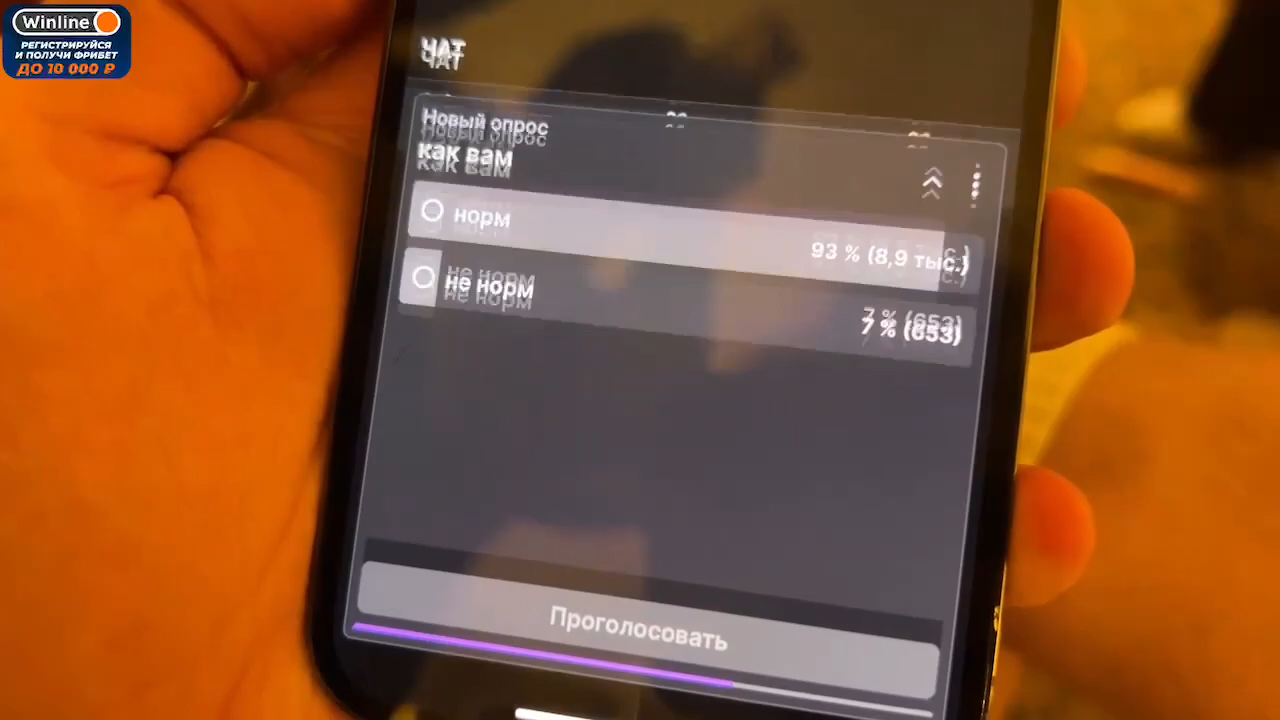 Winline
РЕГИСТРИРУЙСЯ
И ПОЛУЧИ ФРИБЕТ
ДО 10 000 ₽
ЧАТ
Новый опрос
как вам
норм
93 % (8,9 тыс.)
не норм
7 % (653)
Проголосовать